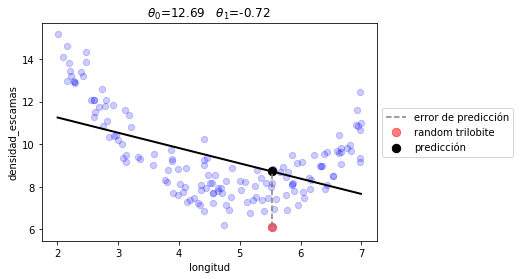 θ₀=12.69 θ₁=-0.72
densidad_escamas
14
12
10
8
6
2 3 4 5 6 7
longitud
error de predicción
random trilobite
predicción